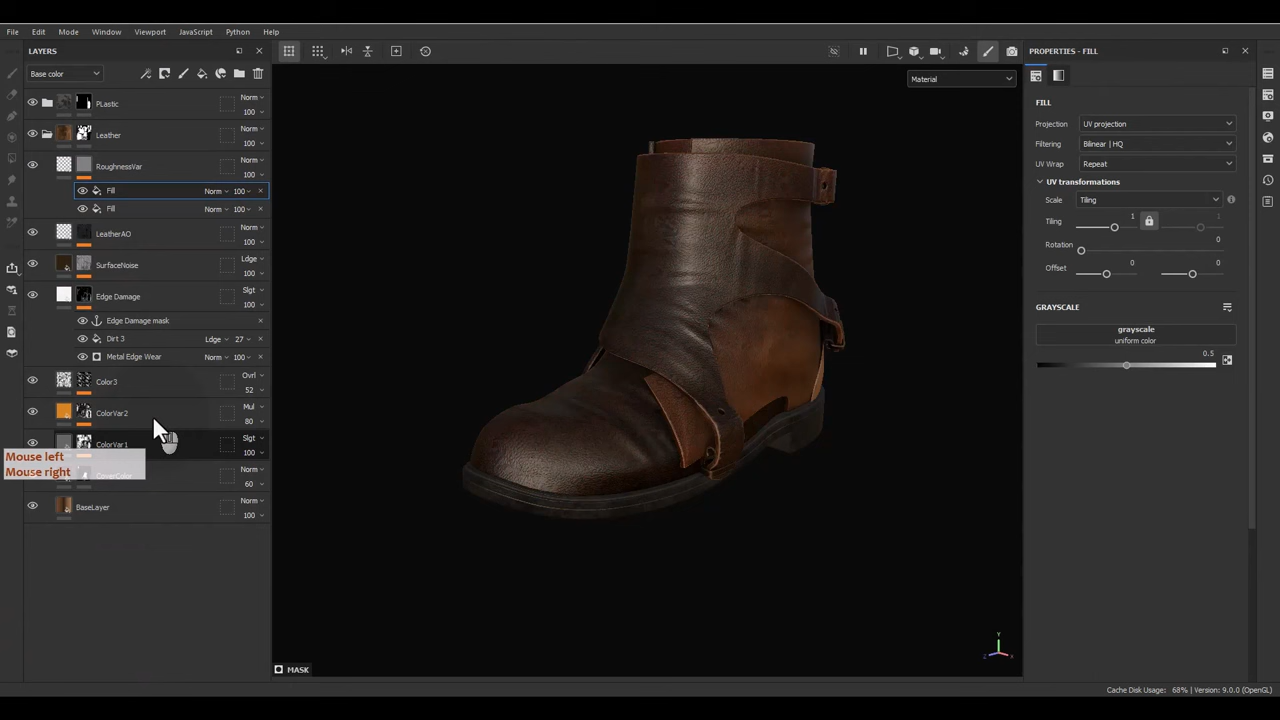 File Edit Mode Window Viewport JavaScript Python Help
LAYERS
Base color
PLastic Norm 100
Leather Norm 100
RoughnessVar Norm 100
Fill Norm 100
Fill Norm 100
LeatherAO Norm 100
SurfaceNoise Ldge 100
Edge Damage Slgt 100
Edge Damage mask
Dirt 3 Ldge 27
Metal Edge Wear Norm 100
Color3 Ovrl 52
ColorVar2 Mul 80
ColorVar1 Slgt 100
Mouse left
Mouse right
CoverColor Norm 60
BaseLayer Norm 100
Material
MASK
Y
Z X
PROPERTIES - FILL
FILL
Projection UV projection
Filtering Bilinear | HQ
UV Wrap Repeat
UV transformations
Scale Tiling
Tiling 1 1
Rotation 0
Offset 0 0
GRAYSCALE
grayscale
uniform color
0.5
Cache Disk Usage: 68% | Version: 9.0.0 (OpenGL)